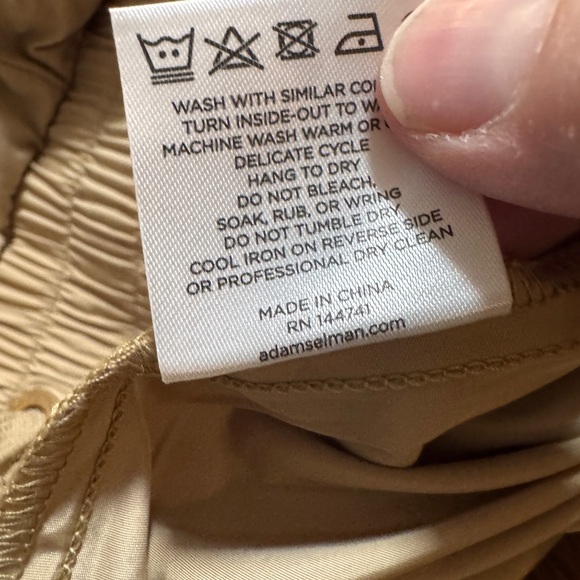 WASH WITH SIMILAR
TURN INSIDE-OUT TO
MACHINE WASH WARM OR
DELICATE CYCLE
HANG TO DRY
DO NOT BLEACH,
SOAK, RUB, OR WRING
DO NOT TUMBLE DRY
COOL IRON ON REVERSE SIDE
OR PROFESSIONAL DRY CLEAN
MADE IN CHINA
RN 144741
adamselman.com